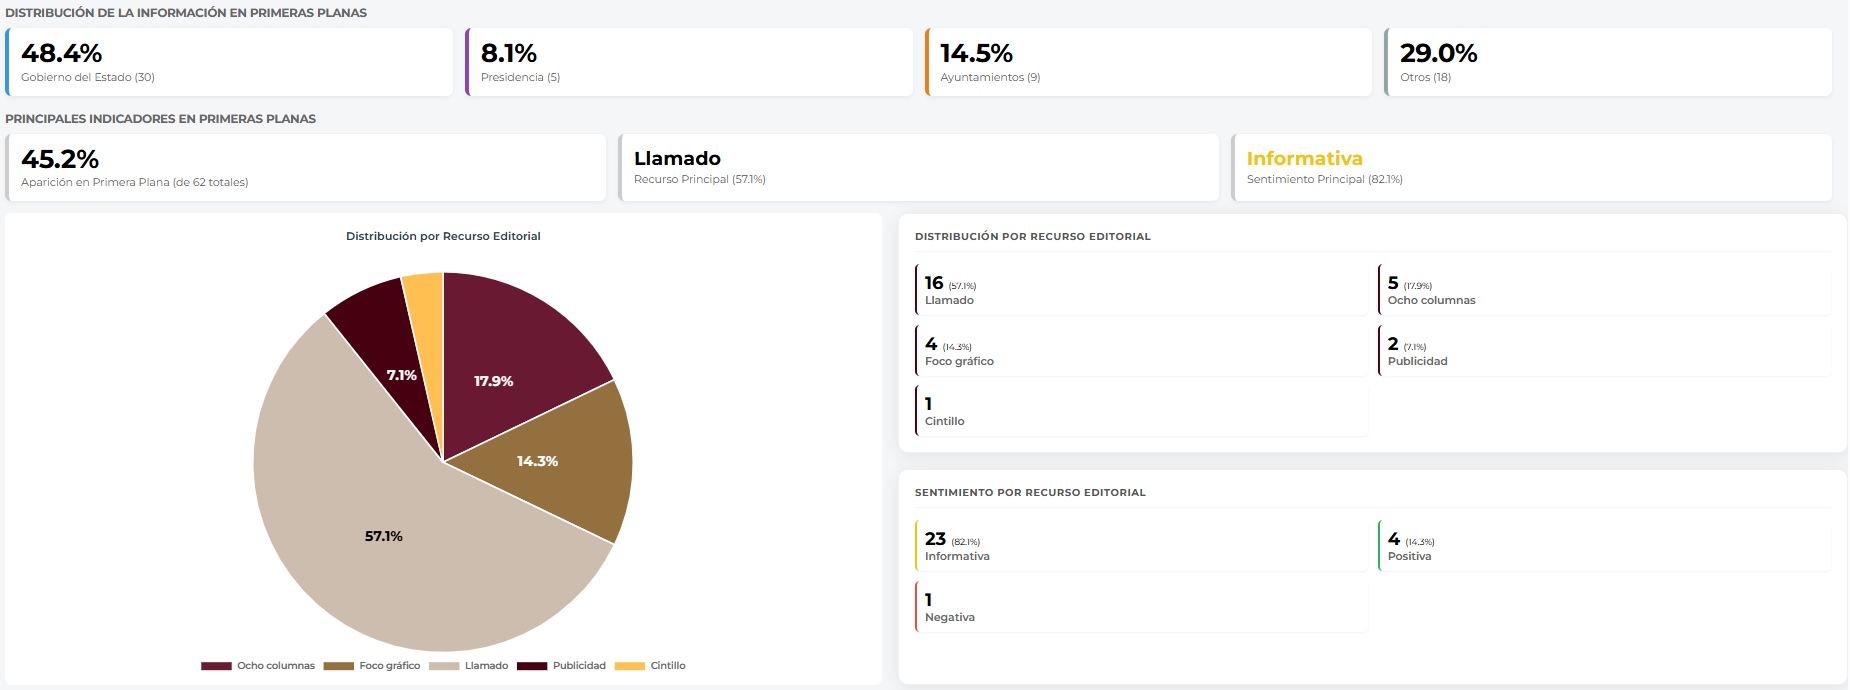 DISTRIBUCIÓN DE LA INFORMACIÓN EN PRIMERAS PLANAS
48.4%
Gobierno del Estado (30)
8.1%
Presidencia (5)
14.5%
Ayuntamientos (9)
29.0%
Otros (18)
PRINCIPALES INDICADORES EN PRIMERAS PLANAS
45.2%
Aparición en Primera Plana (de 62 totales)
Llamado
Recurso Principal (57.1%)
Informativa
Sentimiento Principal (82.1%)
Distribución por Recurso Editorial
17.9%
14.3%
57.1%
7.1%
Ocho columnas Foco gráfico Llamado Publicidad Cintillo
DISTRIBUCIÓN POR RECURSO EDITORIAL
16 (57.1%)
Llamado
5 (17.9%)
Ocho columnas
4 (14.3%)
Foco gráfico
2 (7.1%)
Publicidad
1
Cintillo
SENTIMIENTO POR RECURSO EDITORIAL
23 (82.1%)
Informativa
4 (14.3%)
Positiva
1
Negativa